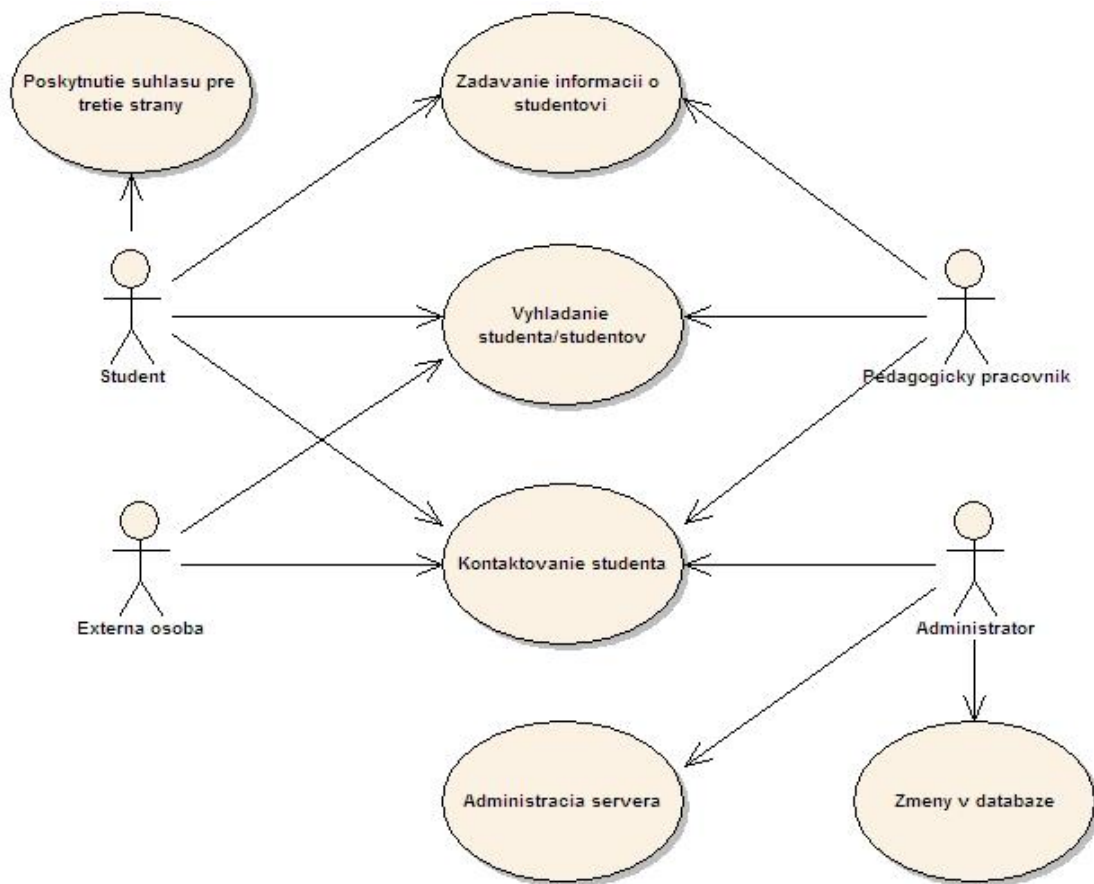 Poskytnutie suhlasu pre
tretie strany
Zadavanie informacii o
studentovi
Vyhladanie
studenta/studentov
Student
Pedagogicky pracovnik
Kontaktovanie studenta
Externa osoba
Administrator
Administracia servera
Zmeny v databaze